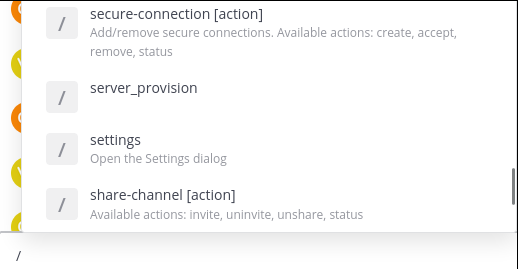 / secure-connection [action]
Add/remove secure connections. Available actions: create, accept,
remove, status
/ server_provision
/ settings
Open the Settings dialog
/ share-channel [action]
Available actions: invite, uninvite, unshare, status
/